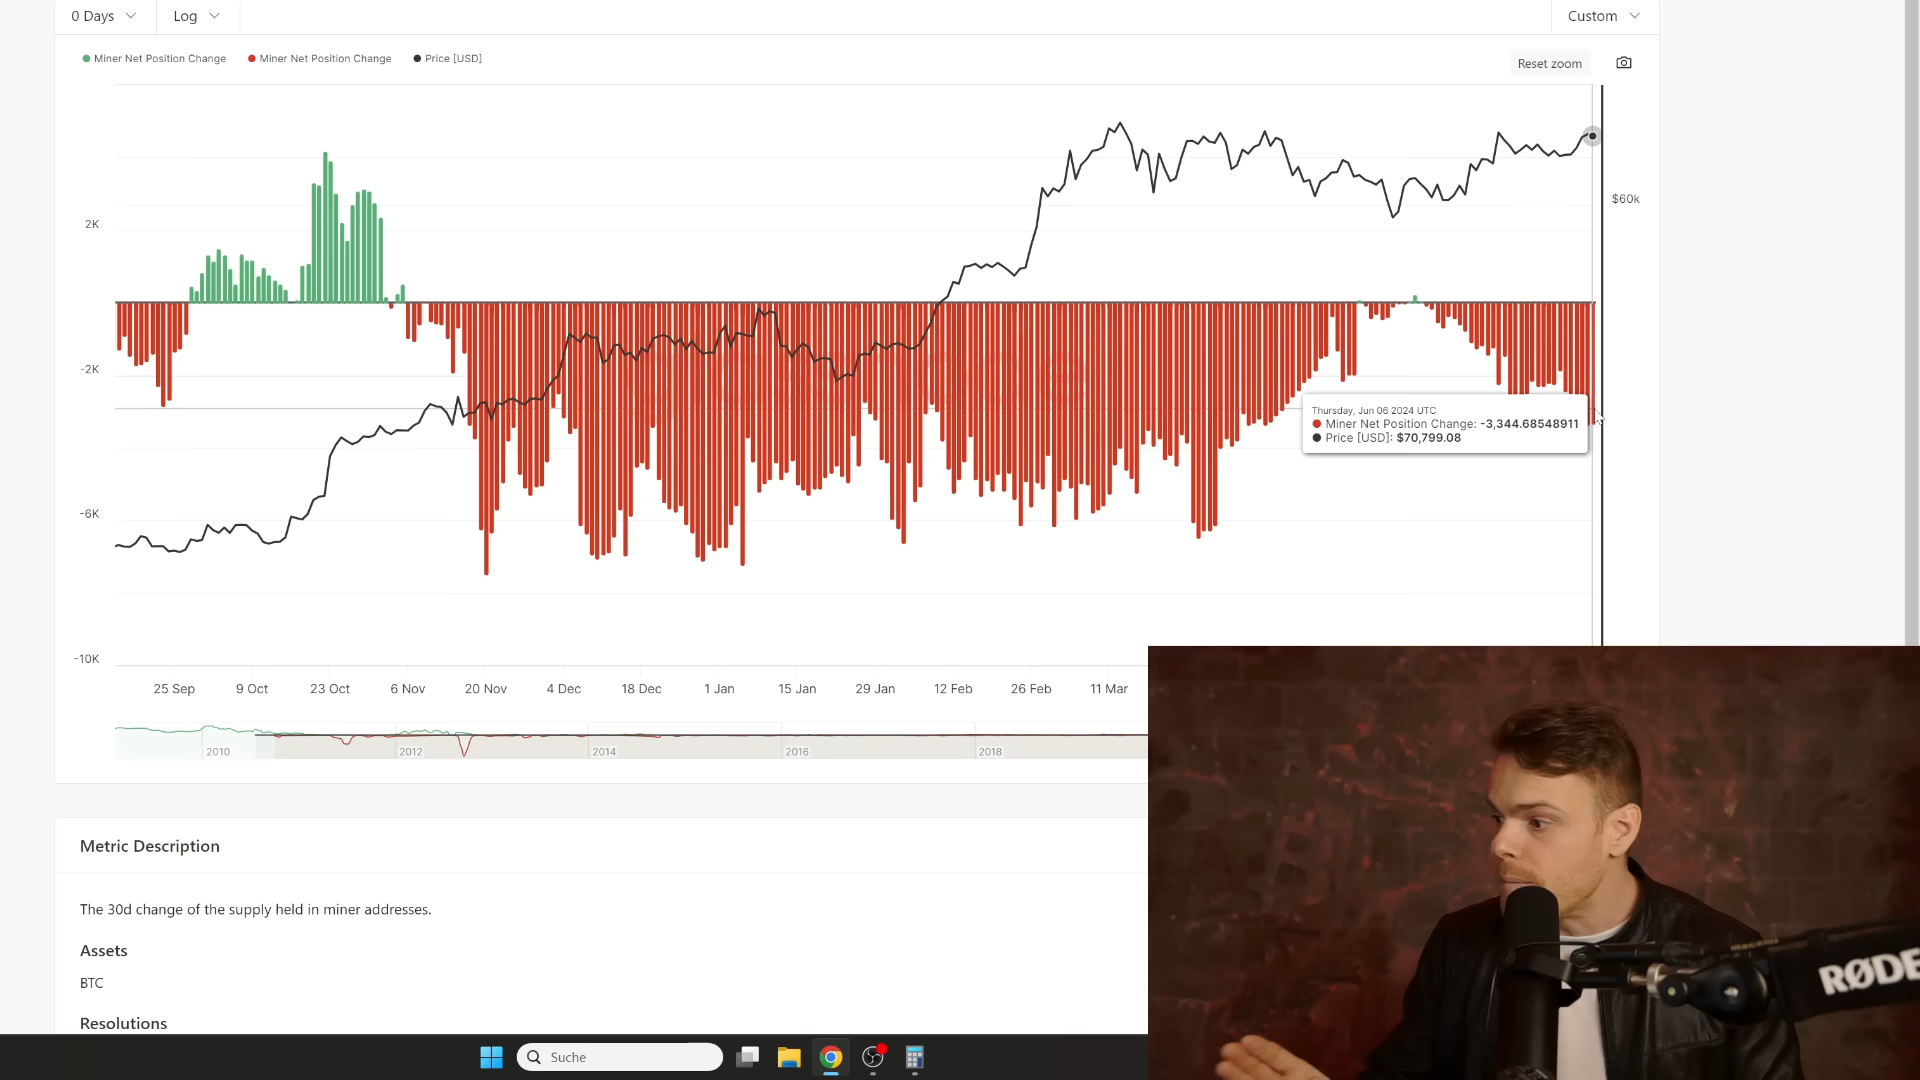 0 Days
Log
Custom
Miner Net Position Change
Miner Net Position Change
Price [USD]
Reset zoom
2K
-2K
-6K
-10K
$60k
Thursday, Jun 06 2024 UTC
Miner Net Position Change: -3,344.68548911
Price [USD]: $70,799.08
25 Sep
9 Oct
23 Oct
6 Nov
20 Nov
4 Dec
18 Dec
1 Jan
15 Jan
29 Jan
12 Feb
26 Feb
11 Mar
2010
2012
2014
2016
2018
Metric Description
The 30d change of the supply held in miner addresses.
Assets
BTC
Resolutions
Suche
RØDE